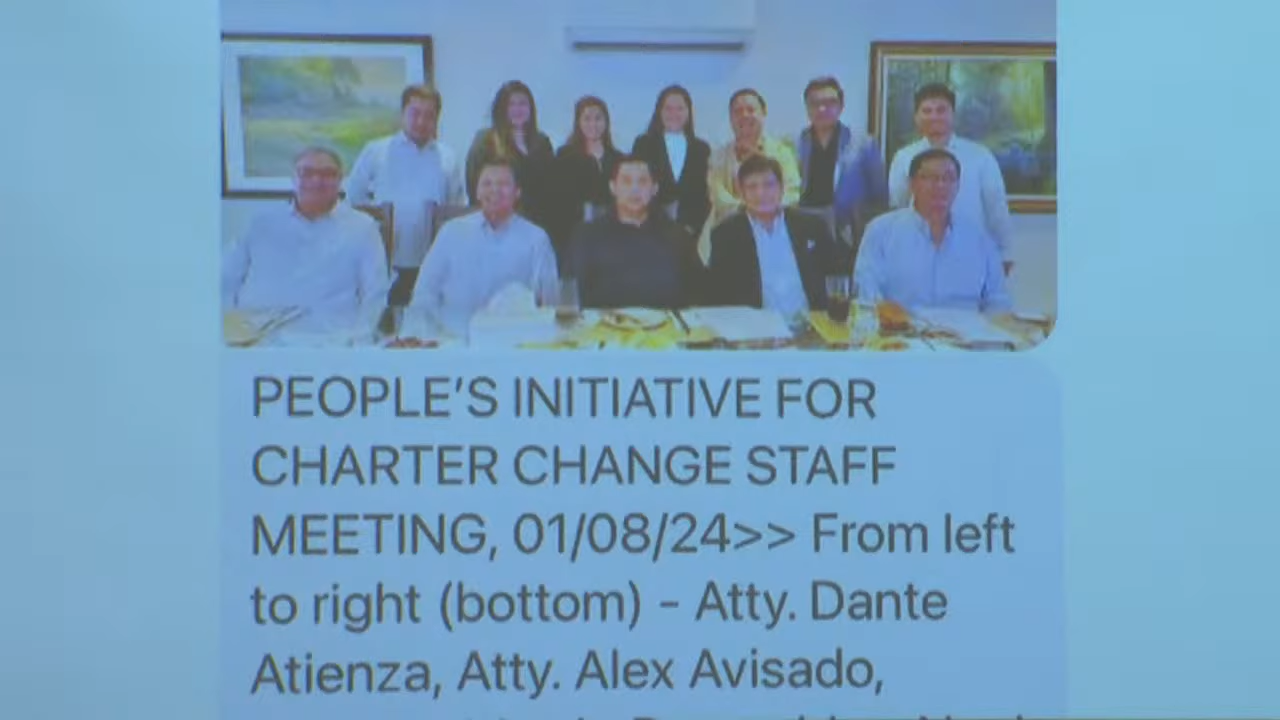 PEOPLE'S INITIATIVE FOR
CHARTER CHANGE STAFF
MEETING, 01/08/24>> From left
to right (bottom) - Atty. Dante
Atienza, Atty. Alex Avisado,